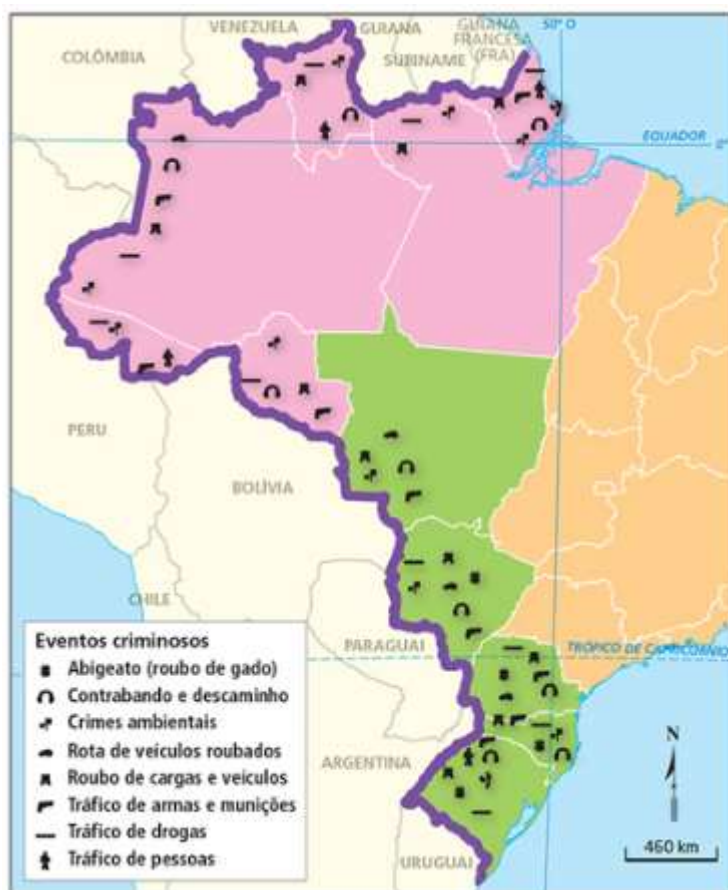 VENEZUELA
GUIANA
GUIANA
FRANCESA
(FRA)
50° O
COLÔMBIA
SURINAME
EQUADOR
0°
PERU
BOLÍVIA
CHILE
PARAGUAI
TRÓPICO DE CAPRICÓRNIO
ARGENTINA
URUGUAI
Eventos criminosos
Abigeato (roubo de gado)
Contrabando e descaminho
Crimes ambientais
Rota de veículos roubados
Roubo de cargas e veículos
Tráfico de armas e munições
Tráfico de drogas
Tráfico de pessoas
N
460 km